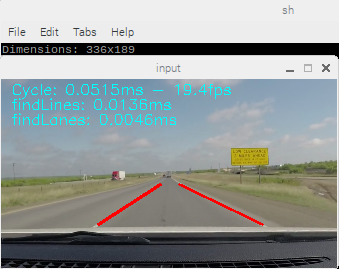 sh
File Edit Tabs Help
Dimensions: 336x189
input
Cycle: 0.0515ms - 19.4fps
findLines: 0.0136ms
findLanes: 0.0046ms